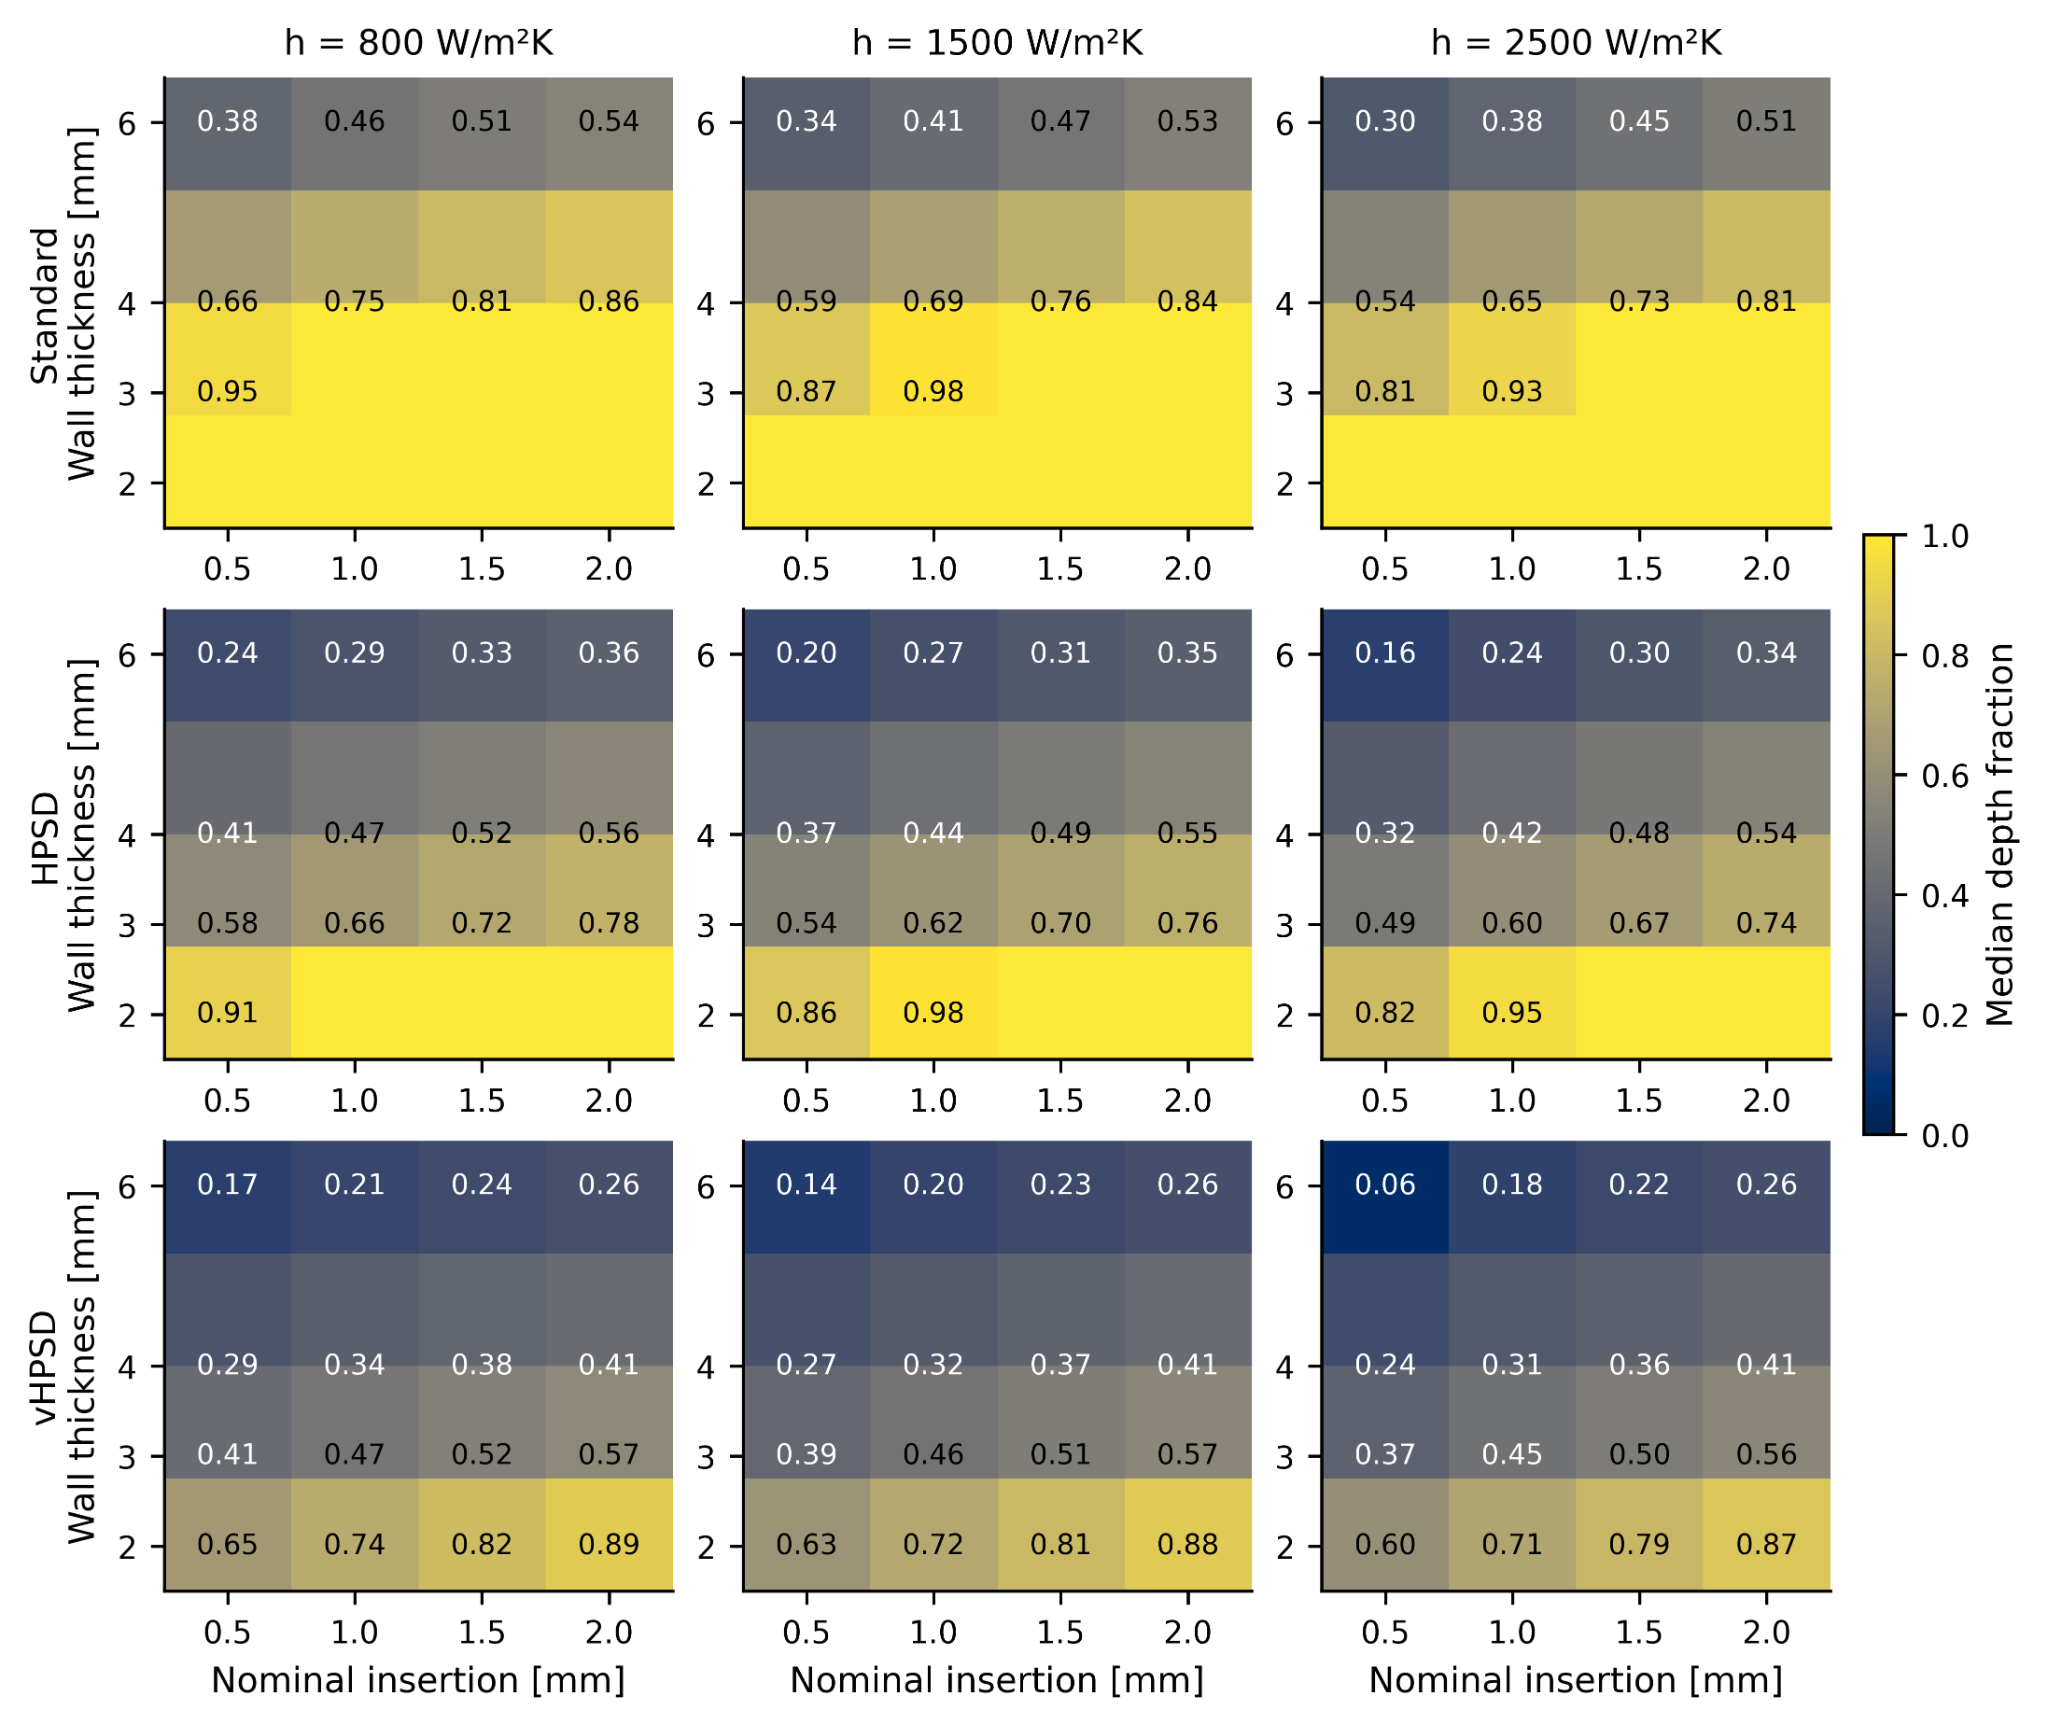 h = 800 W/m²K
h = 1500 W/m²K
h = 2500 W/m²K
Standard
Wall thickness [mm]
6 0.38 0.46 0.51 0.54
4 0.66 0.75 0.81 0.86
3 0.95
2
0.5 1.0 1.5 2.0
6 0.34 0.41 0.47 0.53
4 0.59 0.69 0.76 0.84
3 0.87 0.98
2
0.5 1.0 1.5 2.0
6 0.30 0.38 0.45 0.51
4 0.54 0.65 0.73 0.81
3 0.81 0.93
2
0.5 1.0 1.5 2.0
HPSD
Wall thickness [mm]
6 0.24 0.29 0.33 0.36
4 0.41 0.47 0.52 0.56
3 0.58 0.66 0.72 0.78
2 0.91
0.5 1.0 1.5 2.0
6 0.20 0.27 0.31 0.35
4 0.37 0.44 0.49 0.55
3 0.54 0.62 0.70 0.76
2 0.86 0.98
0.5 1.0 1.5 2.0
6 0.16 0.24 0.30 0.34
4 0.32 0.42 0.48 0.54
3 0.49 0.60 0.67 0.74
2 0.82 0.95
0.5 1.0 1.5 2.0
vHPSD
Wall thickness [mm]
6 0.17 0.21 0.24 0.26
4 0.29 0.34 0.38 0.41
3 0.41 0.47 0.52 0.57
2 0.65 0.74 0.82 0.89
0.5 1.0 1.5 2.0
Nominal insertion [mm]
6 0.14 0.20 0.23 0.26
4 0.27 0.32 0.37 0.41
3 0.39 0.46 0.51 0.57
2 0.63 0.72 0.81 0.88
0.5 1.0 1.5 2.0
Nominal insertion [mm]
6 0.06 0.18 0.22 0.26
4 0.24 0.31 0.36 0.41
3 0.37 0.45 0.50 0.56
2 0.60 0.71 0.79 0.87
0.5 1.0 1.5 2.0
Nominal insertion [mm]
1.0
0.8
0.6
0.4
0.2
0.0
Median depth fraction